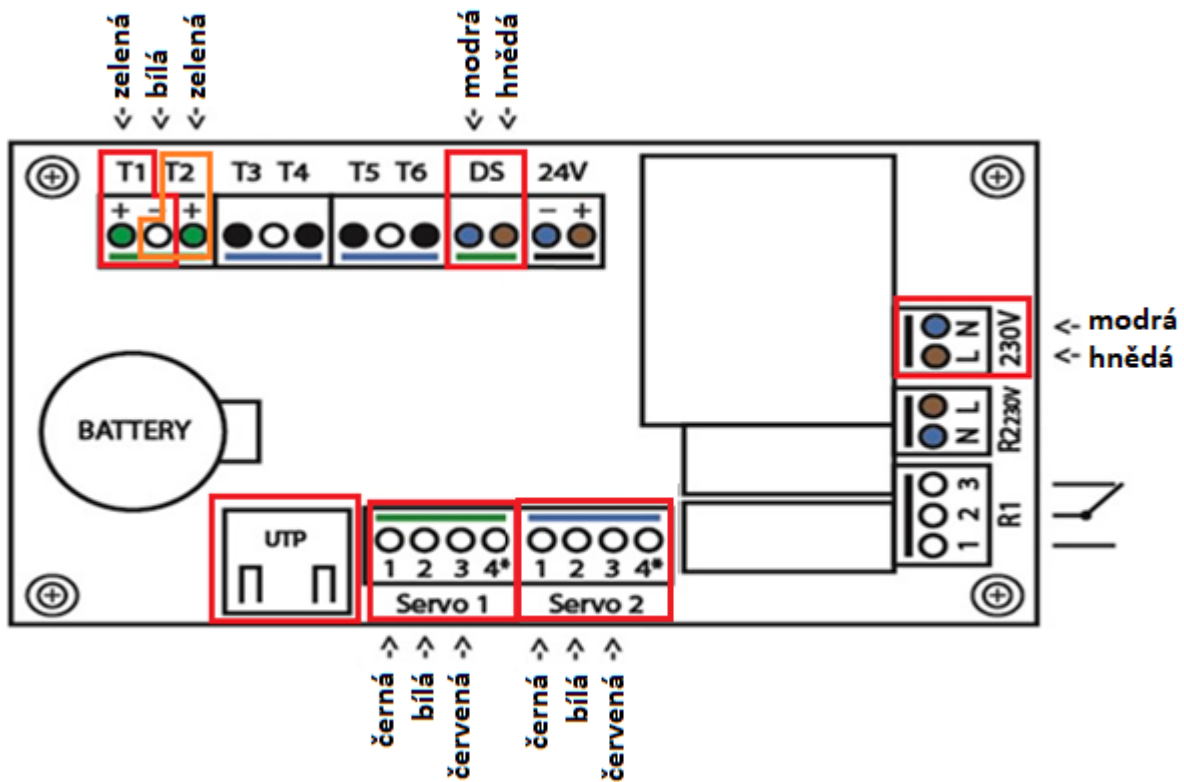 <- zelená
<- bílá
<- zelená
<- modrá
<- hnědá
T1 T2 T3 T4 T5 T6 DS 24V
+ - + - +
N L 230V
<- modrá
<- hnědá
BATTERY
L N R2 230V
3 2 1 R1
UTP
1 2 3 4* 1 2 3 4*
Servo 1 Servo 2
černá ->
bílá ->
červená ->
černá ->
bílá ->
červená ->